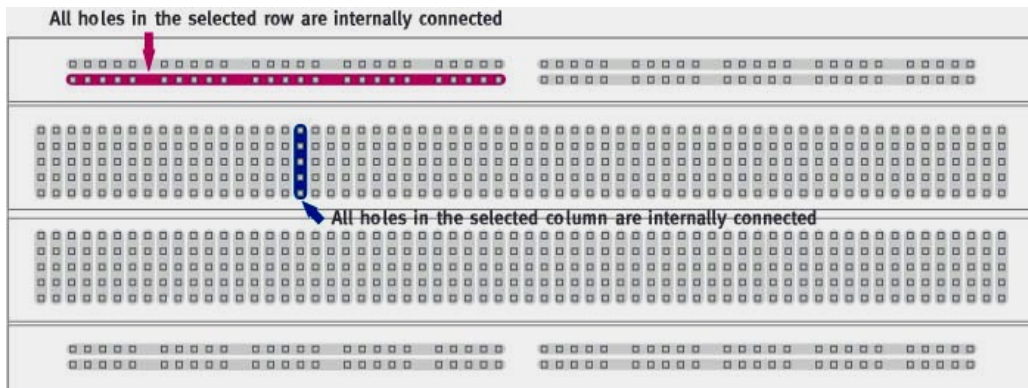 All holes in the selected row are internally connected
All holes in the selected column are internally connected